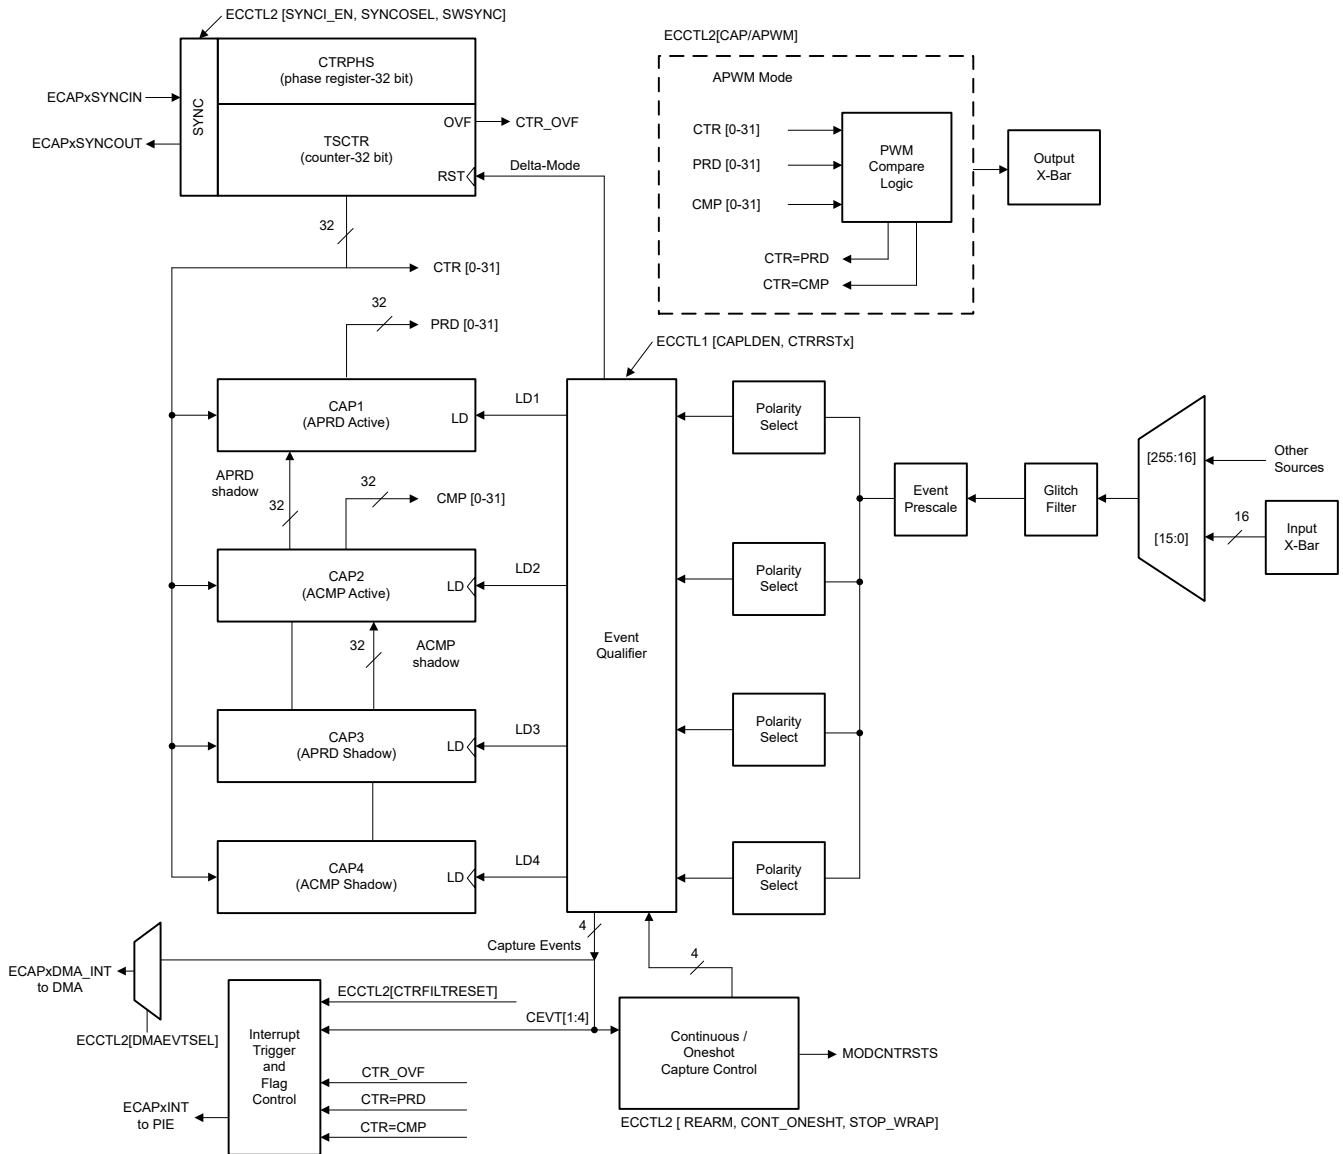 ECCTL2 [SYNCI_EN, SYNCOSEL, SWSYNC]
ECCTL2[CAP/APWM]
SYNC
CTRPHS
(phase register-32 bit)
APWM Mode
ECAPxSYNCIN
OVF
CTR_OVF
TSCTR
(counter-32 bit)
ECAPxSYNCOUT
RST
Delta-Mode
CTR [0-31]
PRD [0-31]
CMP [0-31]
PWM
Compare
Logic
Output
X-Bar
32
CTR [0-31]
CTR=PRD
CTR=CMP
32
PRD [0-31]
ECCTL1 [CAPLDEN, CTRRSTx]
CAP1
(APRD Active)
LD
LD1
Polarity
Select
APRD
shadow
32
32
CMP [0-31]
Event
Prescale
Glitch
Filter
[255:16]
Other
Sources
[15:0]
16
Input
X-Bar
CAP2
(ACMP Active)
LD
LD2
Polarity
Select
32
ACMP
shadow
Event
Qualifier
CAP3
(APRD Shadow)
LD
LD3
Polarity
Select
CAP4
(ACMP Shadow)
LD
LD4
Polarity
Select
4
Capture Events
4
ECAPxDMA_INT
to DMA
ECCTL2[DMAEVTSEL]
ECCTL2[CTRFILTRESET]
CEVT[1:4]
Interrupt
Trigger
and
Flag
Control
Continuous /
Oneshot
Capture Control
MODCNTRSTS
CTR_OVF
CTR=PRD
CTR=CMP
ECAPxINT
to PIE
ECCTL2 [ REARM, CONT_ONESHT, STOP_WRAP]